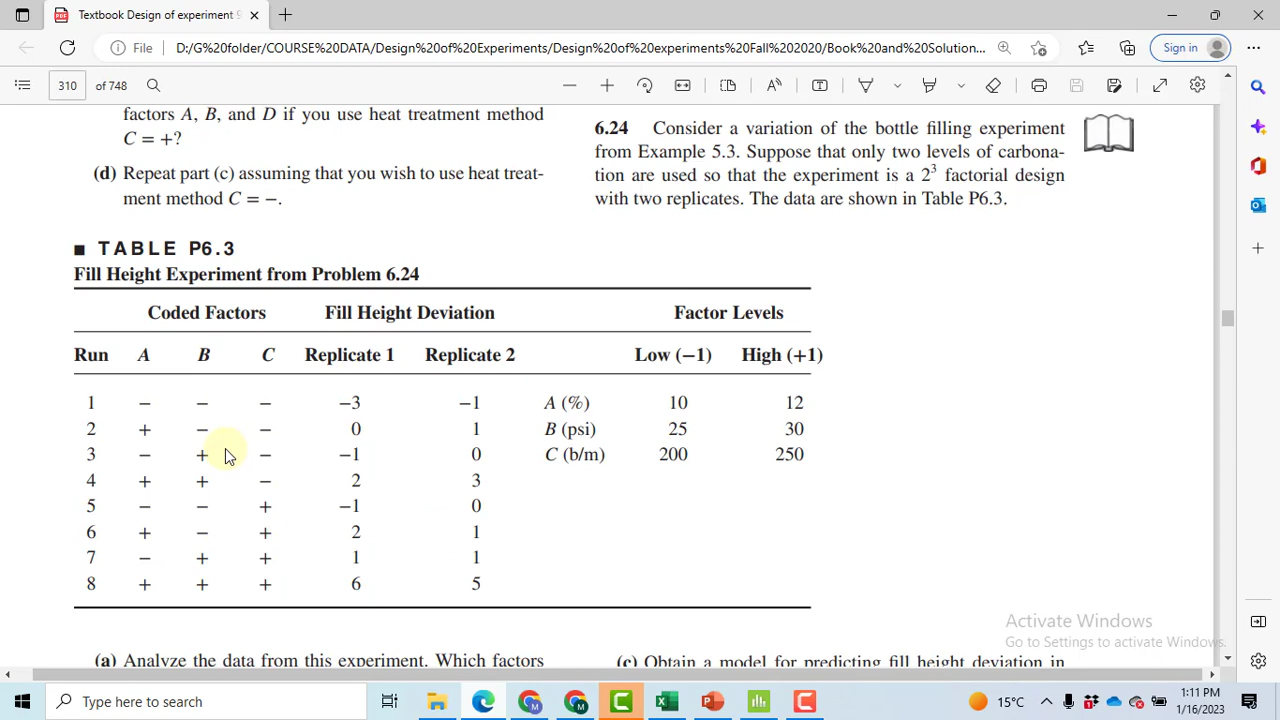 Textbook Design of experiment 9
File
D:/G%20folder/COURSE%20DATA/Design%20of%20Experiments/Design%20of%20experiments%20Fall%202020/Book%20and%20Solution...
Sign in
310 of 748
factors A, B, and D if you use heat treatment method
C = +?
(d) Repeat part (c) assuming that you wish to use heat treat-
ment method C = −.
6.24 Consider a variation of the bottle filling experiment
from Example 5.3. Suppose that only two levels of carbona-
tion are used so that the experiment is a 2³ factorial design
with two replicates. The data are shown in Table P6.3.
■ TABLE P6.3
Fill Height Experiment from Problem 6.24
Coded Factors Fill Height Deviation Factor Levels
Run A B C Replicate 1 Replicate 2 Low (−1) High (+1)
1 − − − −3 −1 A (%) 10 12
2 + − − 0 1 B (psi) 25 30
3 − + − −1 0 C (b/m) 200 250
4 + + − 2 3
5 − − + −1 0
6 + − + 2 1
7 − + + 1 1
8 + + + 6 5
(a) Analyze the data from this experiment. Which factors
(c) Obtain a model for predicting fill height deviation in
Activate Windows
Go to Settings to activate Windows.
Type here to search
15°C
1:11 PM
1/16/2023